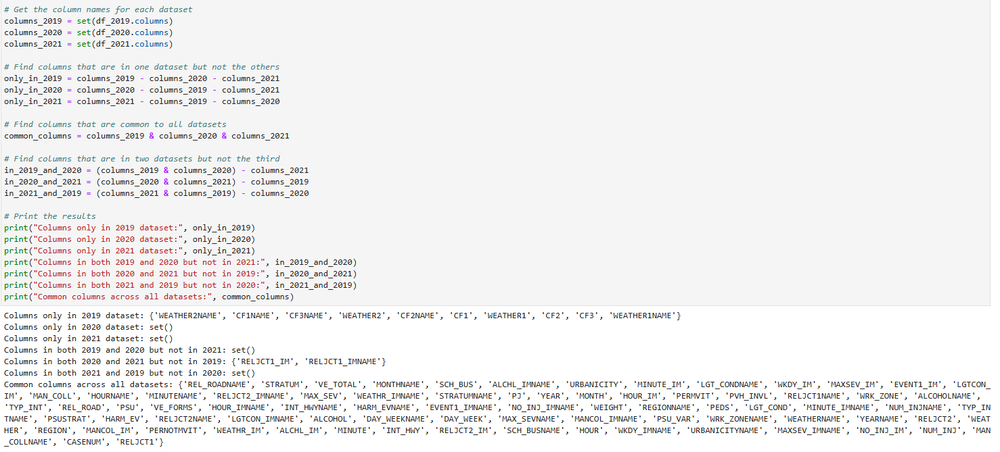 # Get the column names for each dataset
columns_2019 = set(df_2019.columns)
columns_2020 = set(df_2020.columns)
columns_2021 = set(df_2021.columns)
# Find columns that are in one dataset but not the others
only_in_2019 = columns_2019 - columns_2020 - columns_2021
only_in_2020 = columns_2020 - columns_2019 - columns_2021
only_in_2021 = columns_2021 - columns_2019 - columns_2020
# Find columns that are common to all datasets
common_columns = columns_2019 & columns_2020 & columns_2021
# Find columns that are in two datasets but not the third
in_2019_and_2020 = (columns_2019 & columns_2020) - columns_2021
in_2020_and_2021 = (columns_2020 & columns_2021) - columns_2019
in_2021_and_2019 = (columns_2021 & columns_2019) - columns_2020
# Print the results
print("Columns only in 2019 dataset:", only_in_2019)
print("Columns only in 2020 dataset:", only_in_2020)
print("Columns only in 2021 dataset:", only_in_2021)
print("Columns in both 2019 and 2020 but not in 2021:", in_2019_and_2020)
print("Columns in both 2020 and 2021 but not in 2019:", in_2020_and_2021)
print("Columns in both 2021 and 2019 but not in 2020:", in_2021_and_2019)
print("Common columns across all datasets:", common_columns)
Columns only in 2019 dataset: {'WEATHER2NAME', 'CF1NAME', 'CF3NAME', 'WEATHER2', 'CF2NAME', 'CF1', 'WEATHER1', 'CF2', 'CF3', 'WEATHER1NAME'}
Columns only in 2020 dataset: set()
Columns only in 2021 dataset: set()
Columns in both 2019 and 2020 but not in 2021: set()
Columns in both 2020 and 2021 but not in 2019: {'RELJCT1_IM', 'RELJCT1_IMNAME'}
Columns in both 2021 and 2019 but not in 2020: set()
Common columns across all datasets: {'REL_ROADNAME', 'STRATUM', 'VE_TOTAL', 'MONTHNAME', 'SCH_BUS', 'ALCHL_IMNAME', 'URBANICITY', 'MINUTE_IM', 'LGT_CONDNAME', 'WKDY_IM', 'MAXSEV_IM', 'EVENT1_IM', 'LGTCON_
IM', 'MAN_COLL', 'HOURNAME', 'MINUTENAME', 'RELJCT2_IMNAME', 'MAX_SEV', 'WEATHR_IMNAME', 'STRATUMNAME', 'PJ', 'YEAR', 'MONTH', 'HOUR_IM', 'PERMVIT', 'PVH_INVL', 'RELJCT1NAME', 'WRK_ZONE', 'ALCOHOLNAME',
'TYP_INT', 'REL_ROAD', 'PSU', 'VE_FORMS', 'HOUR_IMNAME', 'INT_HWYNAME', 'HARM_EVNAME', 'EVENT1_IMNAME', 'NO_INJ_IMNAME', 'WEIGHT', 'REGIONNAME', 'PEDS', 'LGT_COND', 'MINUTE_IMNAME', 'NUM_INJNAME', 'TYP_IN
TNAME', 'PSUSTRAT', 'HARM_EV', 'RELJCT2NAME', 'LGTCON_IMNAME', 'ALCOHOL', 'DAY_WEEKNAME', 'DAY_WEEK', 'MAX_SEVNAME', 'MANCOL_IMNAME', 'PSU_VAR', 'WRK_ZONENAME', 'WEATHERNAME', 'YEARNAME', 'RELJCT2', 'WEAT
HER', 'REGION', 'MANCOL_IM', 'PERNOTMVIT', 'WEATHR_IM', 'ALCHL_IM', 'MINUTE', 'INT_HWY', 'RELJCT2_IM', 'SCH_BUSNAME', 'HOUR', 'WKDY_IMNAME', 'URBANICITYNAME', 'MAXSEV_IMNAME', 'NO_INJ_IM', 'NUM_INJ', 'MAN
_COLLNAME', 'CASENUM', 'RELJCT1'}